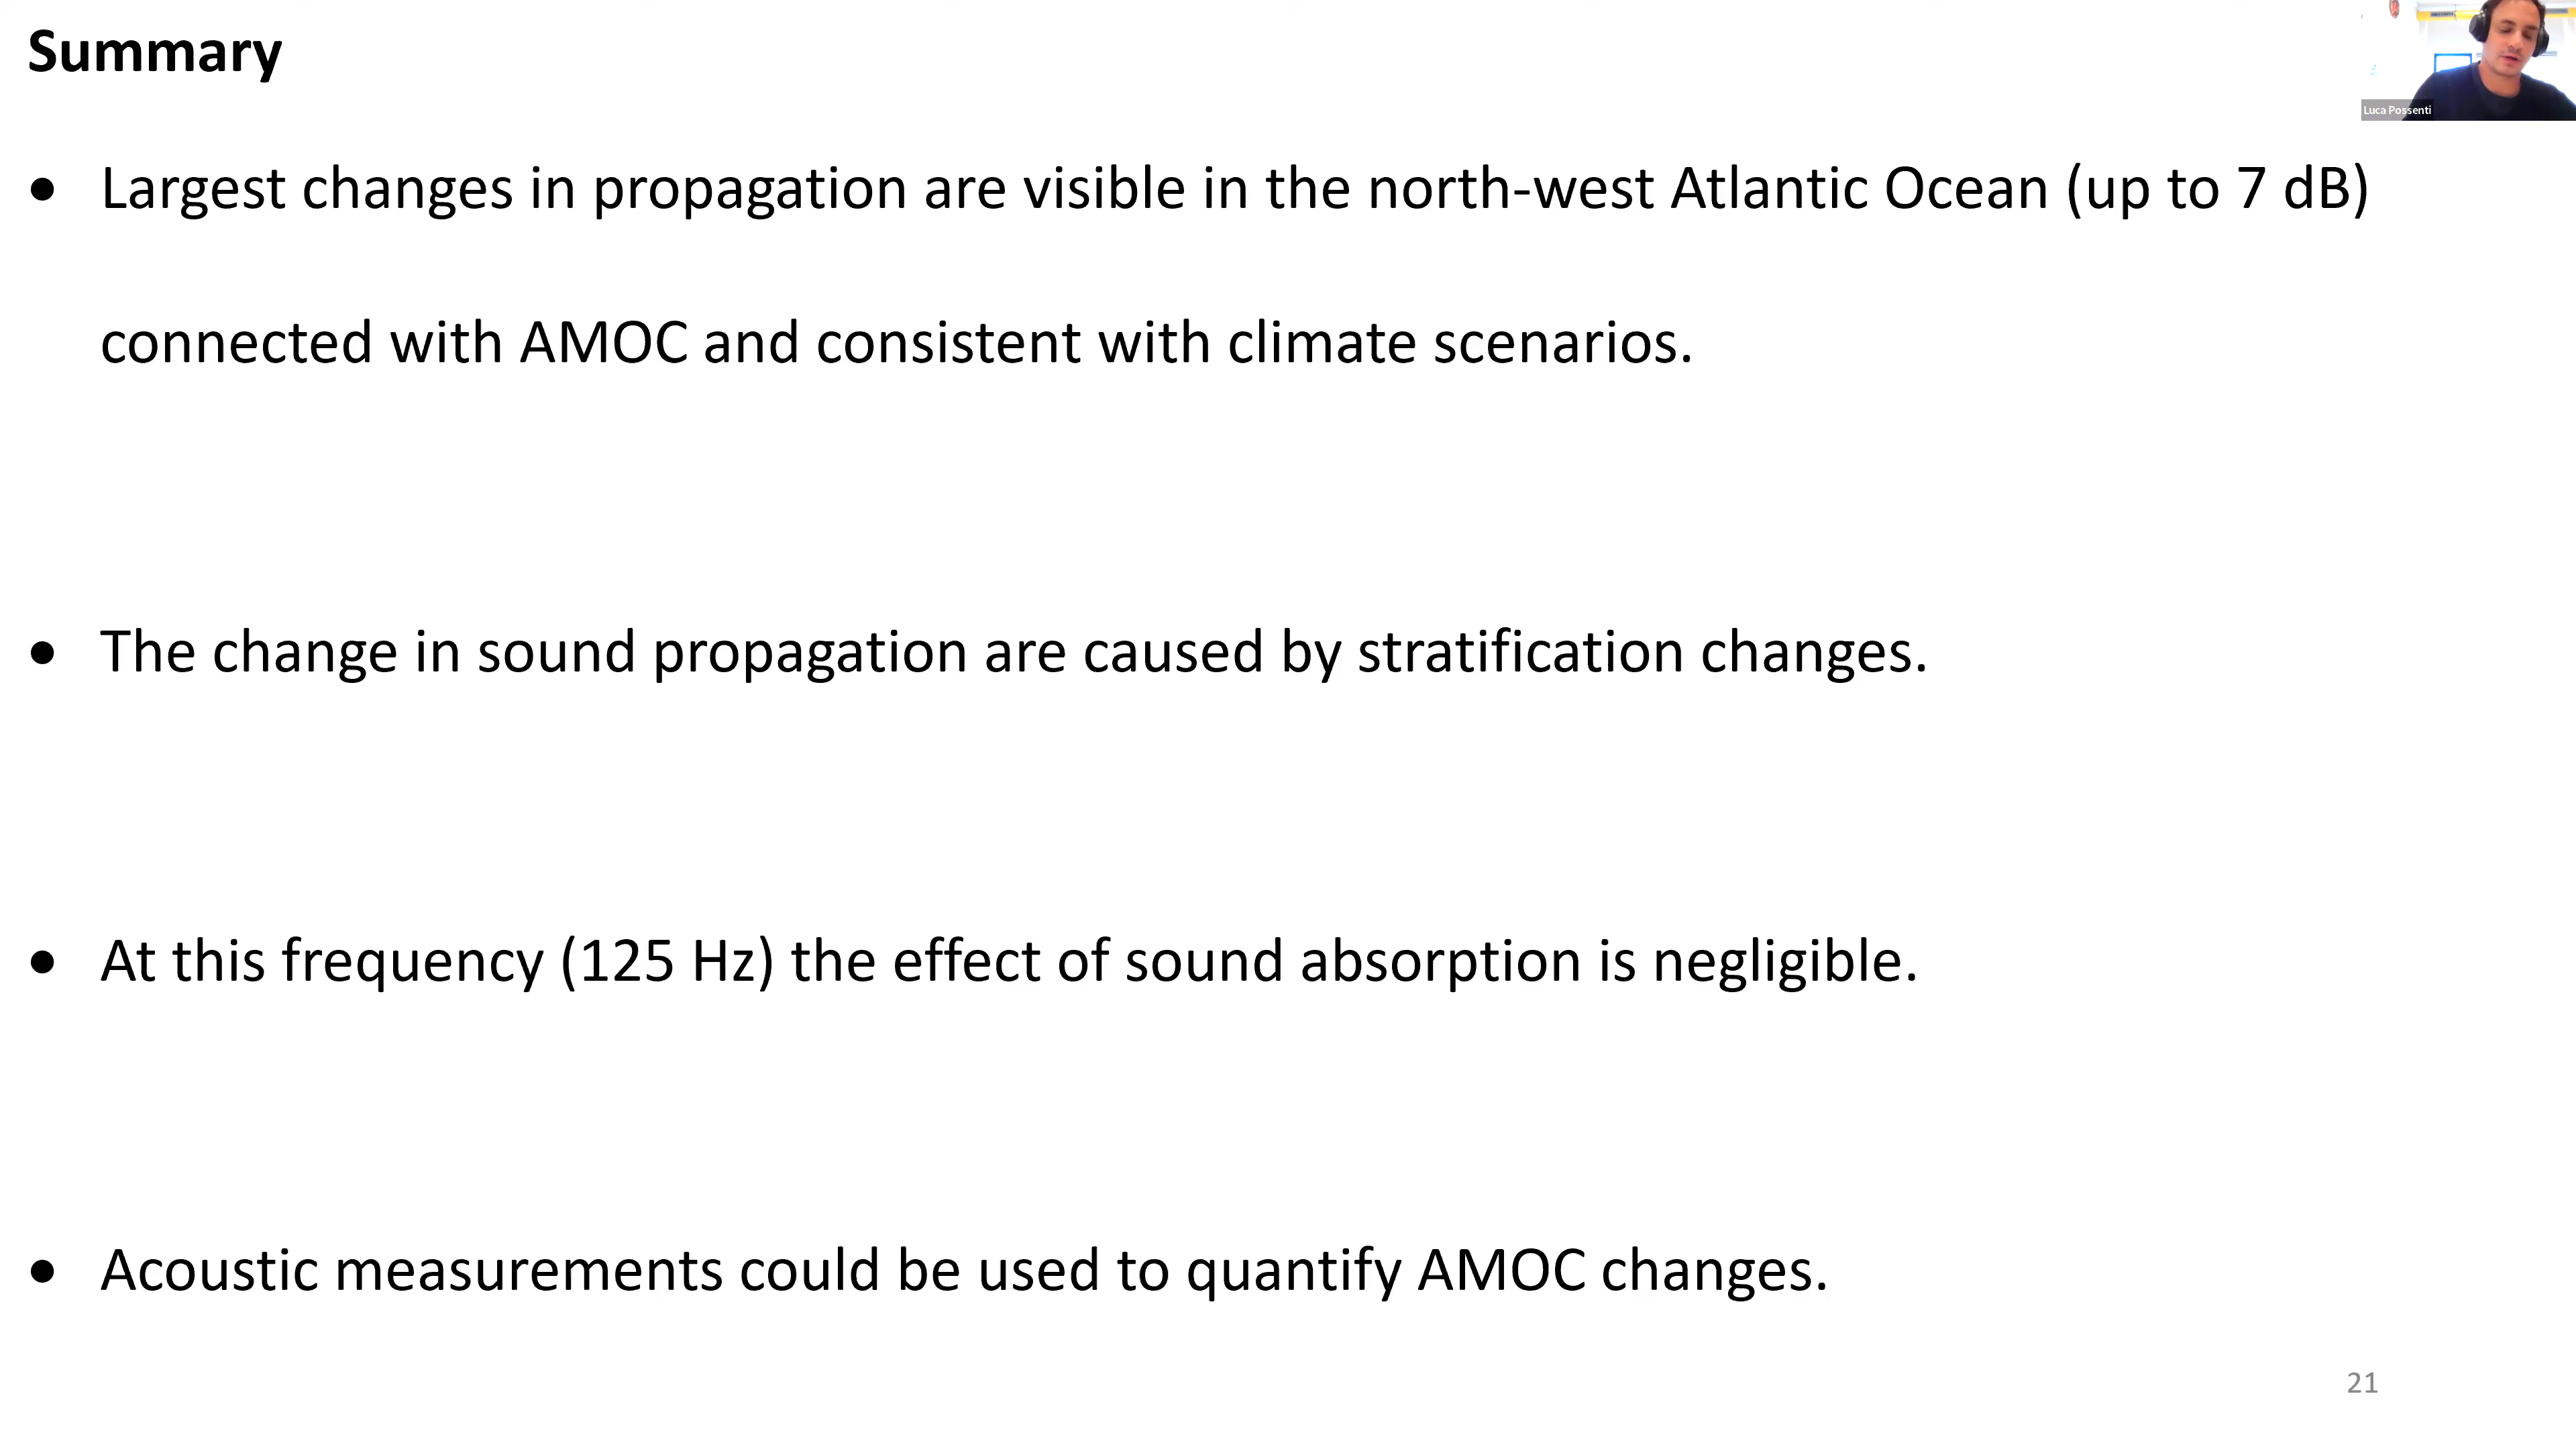 Summary
Luca Possenti
• Largest changes in propagation are visible in the north-west Atlantic Ocean (up to 7 dB)
connected with AMOC and consistent with climate scenarios.
• The change in sound propagation are caused by stratification changes.
• At this frequency (125 Hz) the effect of sound absorption is negligible.
• Acoustic measurements could be used to quantify AMOC changes.
21